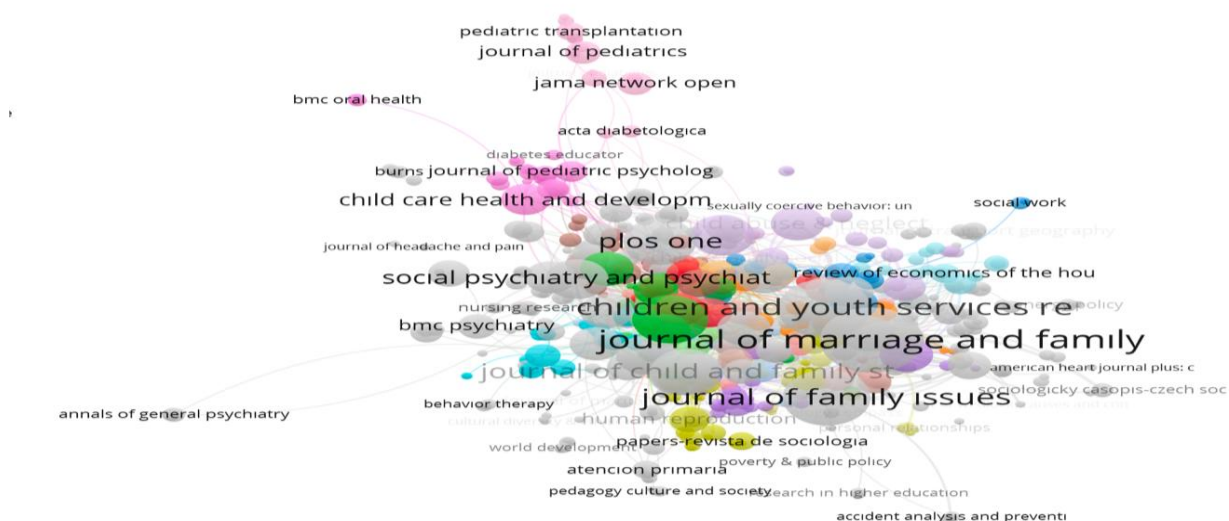 pediatric transplantation
journal of pediatrics
jama network open
bmc oral health
acta diabetologica
diabetes educator
burns
journal of pediatric psycholog
child care health and developm
sexually coercive behavior: un
social work
child abuse & neglect
geography
plos one
journal of headache and pain
social psychiatry and psychiat
review of economics of the hou
nursing research
children and youth services re
policy
bmc psychiatry
journal of marriage and family
journal of child and family st
american heart journal plus: c
sociologicky casopis-czech soc
journal of family issues
behavior therapy
annals of general psychiatry
cultural diversity &
human reproduction
personal relationships
papers-revista de sociologia
world development
poverty & public policy
atencion primaria
pedagogy culture and society
research in higher education
accident analysis and preventi